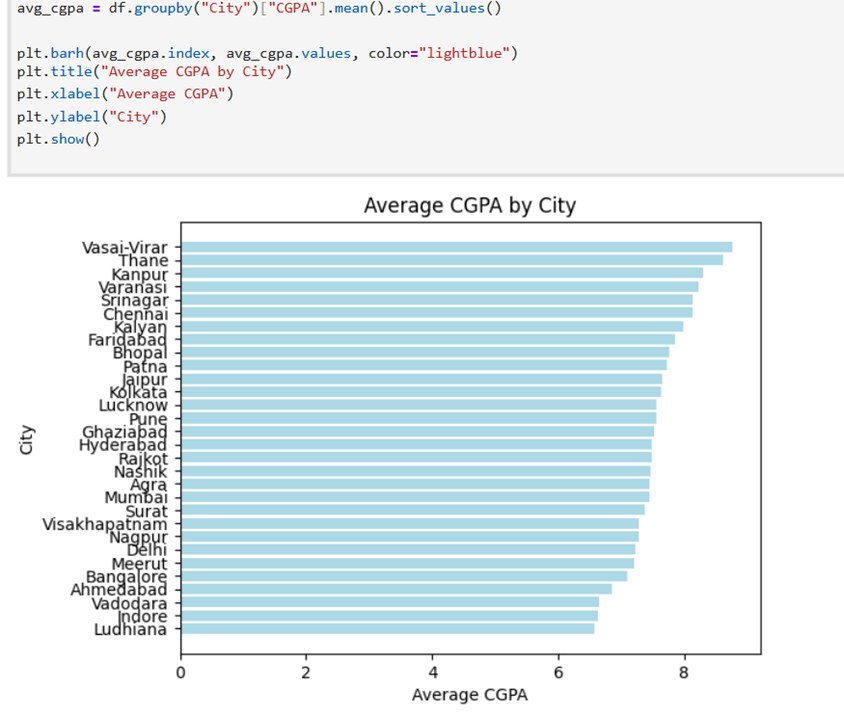 avg_cgpa = df.groupby("City")["CGPA"].mean().sort_values()
plt.barh(avg_cgpa.index, avg_cgpa.values, color="lightblue")
plt.title("Average CGPA by City")
plt.xlabel("Average CGPA")
plt.ylabel("City")
plt.show()
Average CGPA by City
Vasai-Virar
Thane
Kanpur
Varanasi
Srinagar
Chennai
Kalyan
Faridabad
Bhopal
Patna
Jaipur
Kolkata
Lucknow
Pune
Ghaziabad
Hyderabad
Rajkot
Nashik
Agra
Mumbai
Surat
Visakhapatnam
Nagpur
Delhi
Meerut
Bangalore
Ahmedabad
Vadodara
Indore
Ludhiana
City
0 2 4 6 8
Average CGPA